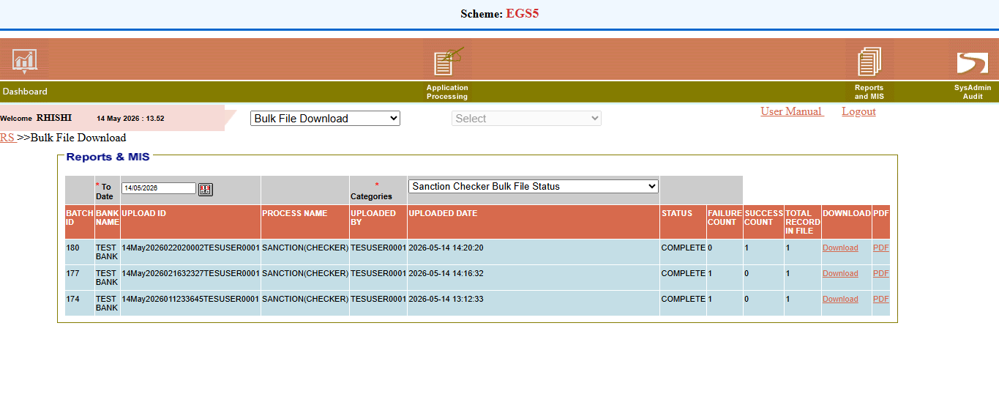 Scheme: EGS5
Dashboard
Application
Processing
Reports
and MIS
SysAdmin
Audit
Welcome RHISHI 14 May 2026 : 13.52
Bulk File Download
Select
User Manual
Logout
RS >>Bulk File Download
Reports & MIS
* To Date 14/05/2026 * Categories Sanction Checker Bulk File Status
BATCH ID BANK NAME UPLOAD ID PROCESS NAME UPLOADED BY UPLOADED DATE STATUS FAILURE COUNT SUCCESS COUNT TOTAL RECORD IN FILE DOWNLOAD PDF
180 TEST BANK 14May2026022020002TESUSER0001 SANCTION(CHECKER) TESUSER0001 2026-05-14 14:20:20 COMPLETE 0 1 1 Download PDF
177 TEST BANK 14May2026021632327TESUSER0001 SANCTION(CHECKER) TESUSER0001 2026-05-14 14:16:32 COMPLETE 1 0 1 Download PDF
174 TEST BANK 14May2026011233645TESUSER0001 SANCTION(CHECKER) TESUSER0001 2026-05-14 13:12:33 COMPLETE 1 0 1 Download PDF